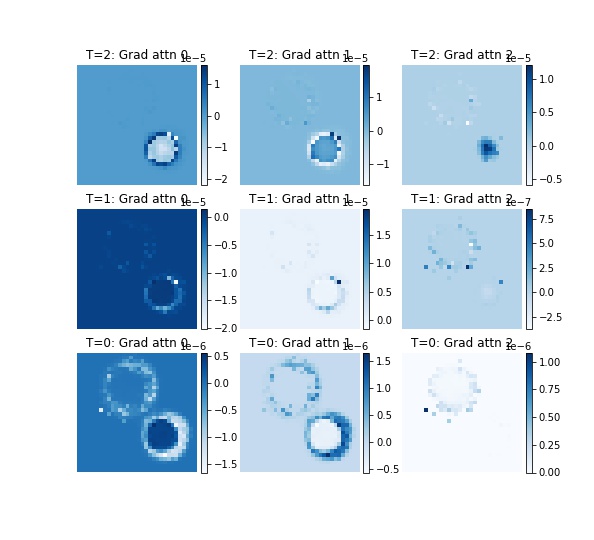 T=2: Grad attn 0
1e−5
1
0
−1
−2
T=2: Grad attn 1
1e−5
1
0
−1
T=2: Grad attn 2
1e−5
1.0
0.5
0.0
−0.5
T=1: Grad attn 0
1e−5
0.0
−0.5
−1.0
−1.5
−2.0
T=1: Grad attn 1
1e−5
1.5
1.0
0.5
0.0
T=1: Grad attn 2
1e−7
7.5
5.0
2.5
0.0
−2.5
T=0: Grad attn 0
1e−6
0.5
0.0
−0.5
−1.0
−1.5
T=0: Grad attn 1
1e−6
1.5
1.0
0.5
0.0
−0.5
T=0: Grad attn 2
1e−6
1.00
0.75
0.50
0.25
0.00